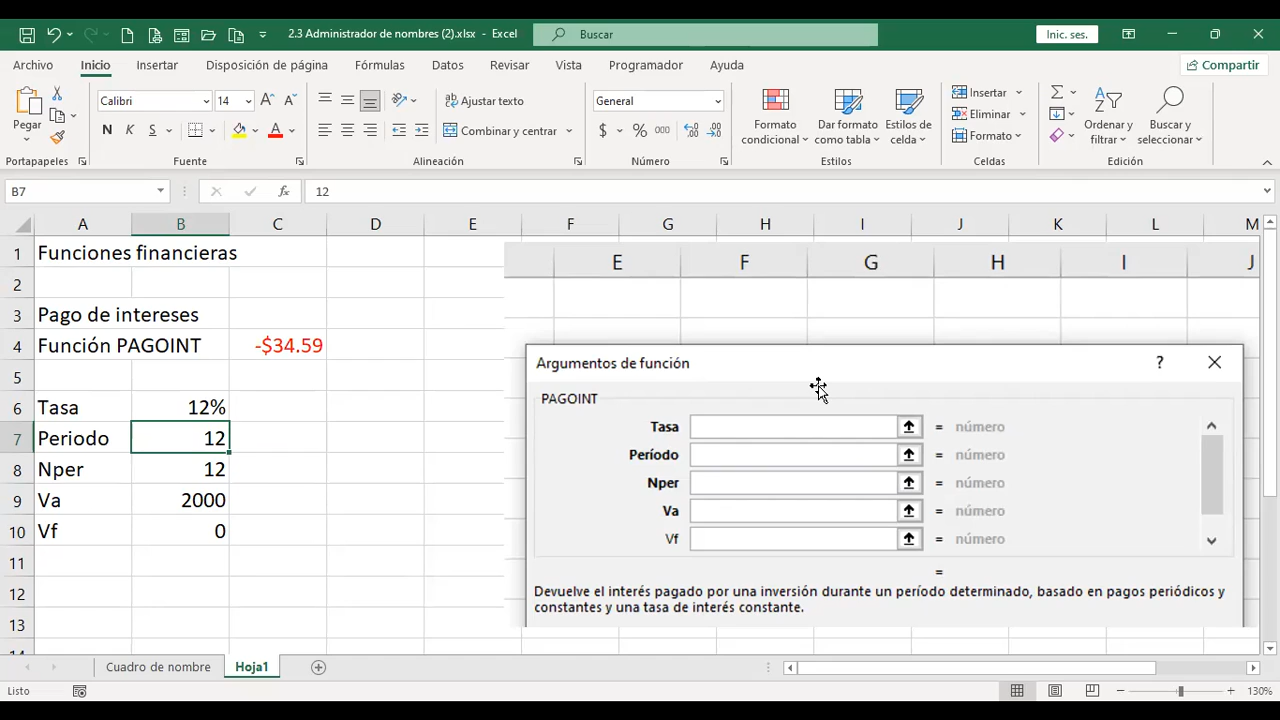 2.3 Administrador de nombres (2).xlsx - Excel
Buscar
Inic. ses.
Archivo Inicio Insertar Disposición de página Fórmulas Datos Revisar Vista Programador Ayuda Compartir
Pegar
Calibri 14
N K S
Ajustar texto
Combinar y centrar
General
$ % 000
Formato condicional
Dar formato como tabla
Estilos de celda
Insertar
Eliminar
Formato
Ordenar y filtrar
Buscar y seleccionar
Portapapeles Fuente Alineación Número Estilos Celdas Edición
B7 fx 12
A B C D E F G H I J K L M
1 Funciones financieras
2
3 Pago de intereses
4 Función PAGOINT -$34.59
5
6 Tasa 12%
7 Periodo 12
8 Nper 12
9 Va 2000
10 Vf 0
11
12
13
14
E F G H I J
Argumentos de función ? ×
PAGOINT
Tasa = número
Período = número
Nper = número
Va = número
Vf = número
=
Devuelve el interés pagado por una inversión durante un período determinado, basado en pagos periódicos y
constantes y una tasa de interés constante.
Cuadro de nombre Hoja1
Listo 130%